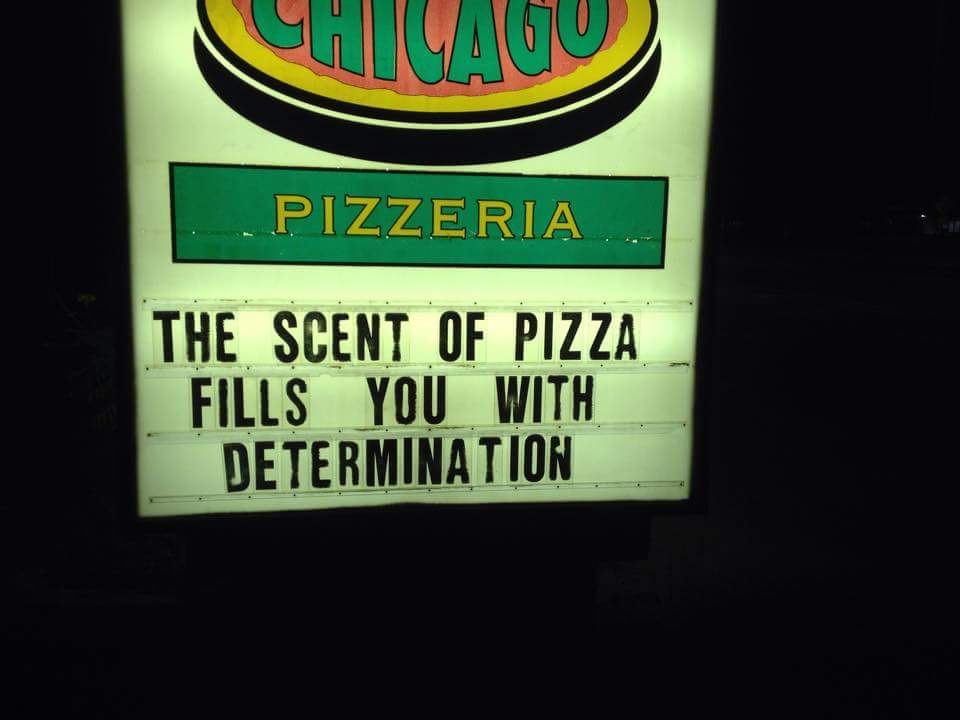 CHICAGO
PIZZERIA
THE SCENT OF PIZZA
FILLS YOU WITH
DETERMINATION